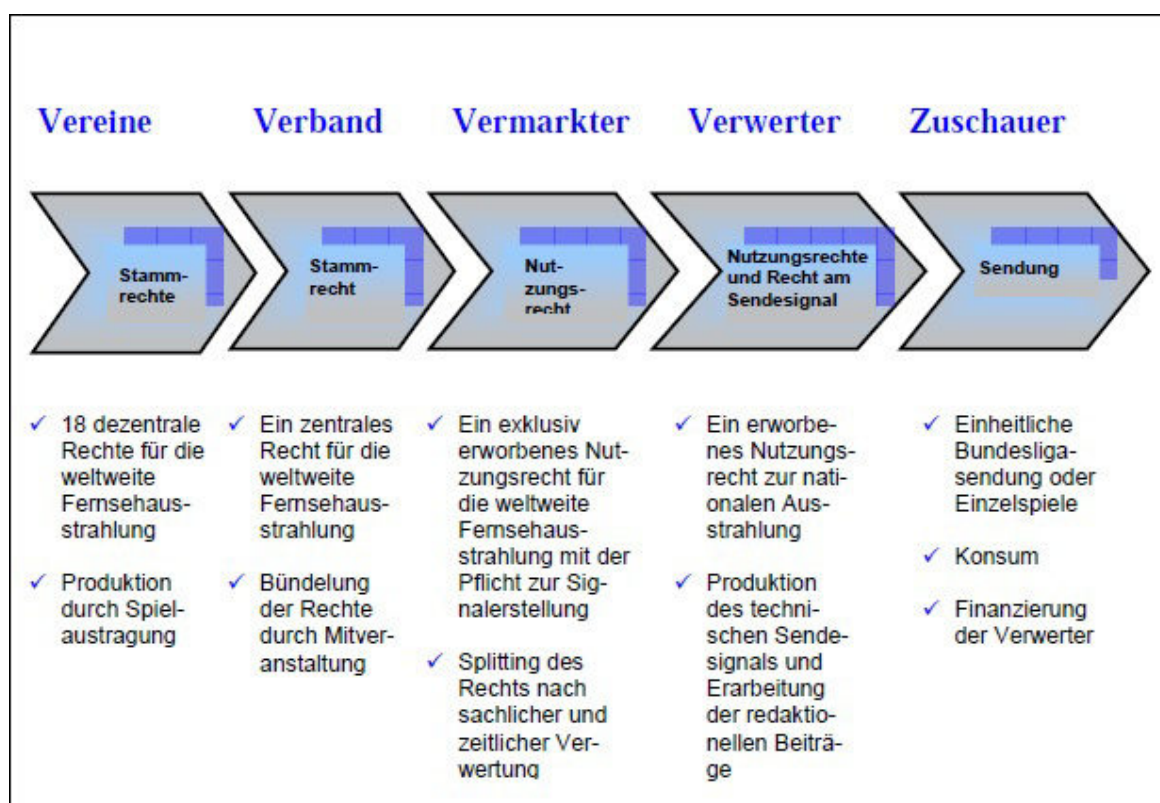 Vereine
Verband
Vermarkter
Verwerter
Zuschauer
Stamm-
rechte
Stamm-
recht
Nut-
zungs-
recht
Nutzungsrechte
und Recht am
Sendesignal
Sendung
✓ 18 dezentrale
Rechte für die
weltweite
Fernsehaus-
strahlung
✓ Produktion
durch Spiel-
austragung
✓ Ein zentrales
Recht für die
weltweite
Fernsehaus-
strahlung
✓ Bündelung
der Rechte
durch Mitver-
anstaltung
✓ Ein exklusiv
erworbenes Nut-
zungsrecht für
die weltweite
Fernsehaus-
strahlung mit der
Pflicht zur Sig-
nalerstellung
✓ Splitting des
Rechts nach
sachlicher und
zeitlicher Ver-
wertung
✓ Ein erworbe-
nes Nutzungs-
recht zur nati-
onalen Aus-
strahlung
✓ Produktion
des techni-
schen Sende-
signals und
Erarbeitung
der redaktio-
nellen Beiträ-
ge
✓ Einheitliche
Bundesliga-
sendung oder
Einzelspiele
✓ Konsum
✓ Finanzierung
der Verwerter